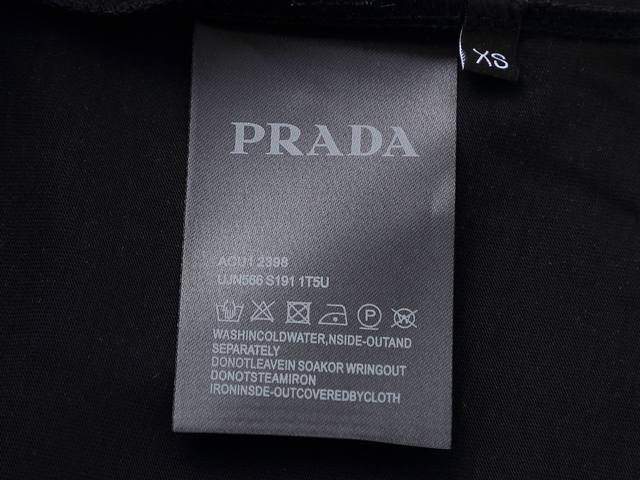 XS
PRADA
ACU1 2398
UJN566 S191 1T5U
WASHINCOLDWATER,NSIDE-OUTAND
SEPARATELY
DONOTLEAVEIN SOAKOR WRINGOUT
DONOTSTEAMIRON
IRONINSDE-OUTCOVEREDBYCLOTH